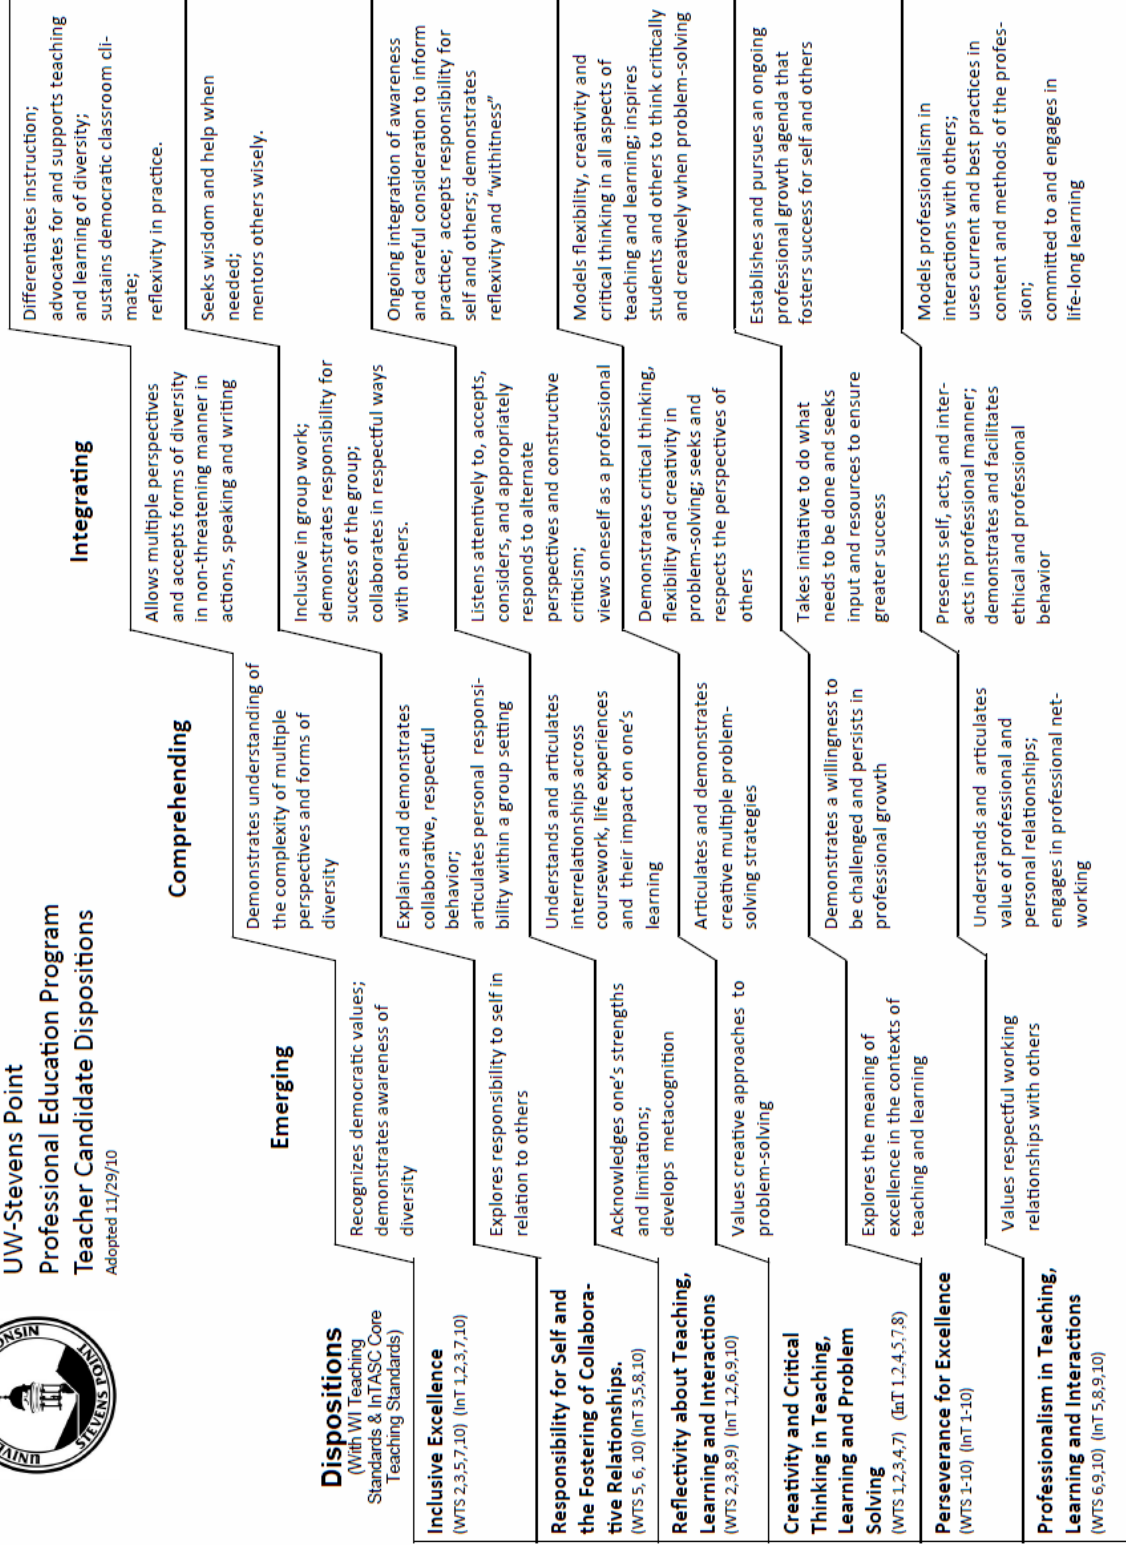 UW-Stevens Point
Professional Education Program
Teacher Candidate Dispositions
Adopted 11/29/10
STEVENS POINT
Dispositions
(With WI Teaching
Standards & InTASC Core
Teaching Standards)
Emerging
Comprehending
Integrating
Inclusive Excellence
(WTS 2,3,5,7,10) (InT 1,2,3,7,10)
Recognizes democratic values;
demonstrates awareness of
diversity
Demonstrates understanding of
the complexity of multiple
perspectives and forms of
diversity
Allows multiple perspectives
and accepts forms of diversity
in non-threatening manner in
actions, speaking and writing
Differentiates instruction;
advocates for and supports teaching
and learning of diversity;
sustains democratic classroom cli-
mate;
reflexivity in practice.
Responsibility for Self and
the Fostering of Collabora-
tive Relationships.
(WTS 5, 6, 10) (InT 3,5,8,10)
Explores responsibility to self in
relation to others
Explains and demonstrates
collaborative, respectful
behavior;
articulates personal responsi-
bility within a group setting
Inclusive in group work;
demonstrates responsibility for
success of the group;
collaborates in respectful ways
with others.
Seeks wisdom and help when
needed;
mentors others wisely.
Reflectivity about Teaching,
Learning and Interactions
(WTS 2,3,8,9) (InT 1,2,6,9,10)
Acknowledges one's strengths
and limitations;
develops metacognition
Understands and articulates
interrelationships across
coursework, life experiences
and their impact on one's
learning
Listens attentively to, accepts,
considers, and appropriately
responds to alternate
perspectives and constructive
criticism;
views oneself as a professional
Ongoing integration of awareness
and careful consideration to inform
practice; accepts responsibility for
self and others; demonstrates
reflexivity and "withitness"
Creativity and Critical
Thinking in Teaching,
Learning and Problem
Solving
(WTS 1,2,3,4,7) (InT 1,2,4,5,7,8)
Values creative approaches to
problem-solving
Articulates and demonstrates
creative multiple problem-
solving strategies
Demonstrates critical thinking,
flexibility and creativity in
problem-solving; seeks and
respects the perspectives of
others
Models flexibility, creativity and
critical thinking in all aspects of
teaching and learning; inspires
students and others to think critically
and creatively when problem-solving
Perseverance for Excellence
(WTS 1-10) (InT 1-10)
Explores the meaning of
excellence in the contexts of
teaching and learning
Demonstrates a willingness to
be challenged and persists in
professional growth
Takes initiative to do what
needs to be done and seeks
input and resources to ensure
greater success
Establishes and pursues an ongoing
professional growth agenda that
fosters success for self and others
Professionalism in Teaching,
Learning and Interactions
(WTS 6,9,10) (InT 5,8,9,10)
Values respectful working
relationships with others
Understands and articulates
value of professional and
personal relationships;
engages in professional net-
working
Presents self, acts, and inter-
acts in professional manner;
demonstrates and facilitates
ethical and professional
behavior
Models professionalism in
interactions with others;
uses current and best practices in
content and methods of the profes-
sion;
committed to and engages in
life-long learning